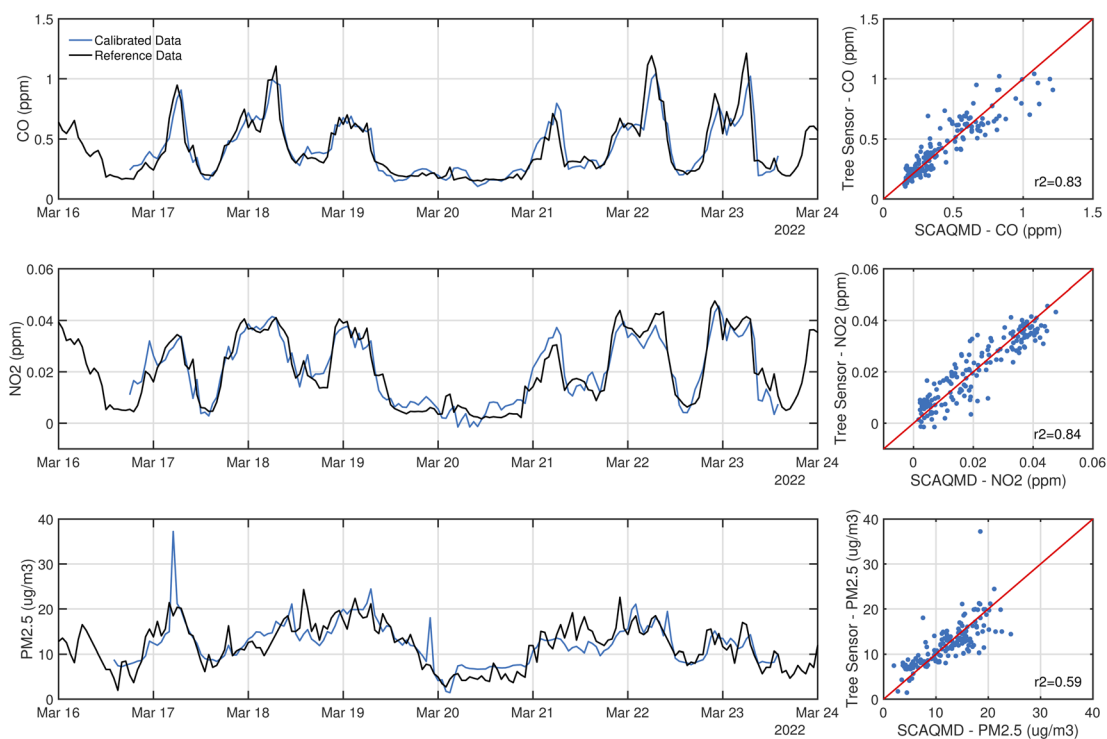 1.5
1
0.5
0
CO (ppm)
Calibrated Data
Reference Data
Mar 16 Mar 17 Mar 18 Mar 19 Mar 20 Mar 21 Mar 22 Mar 23 Mar 24
2022
1.5
1
0.5
0
Tree Sensor - CO (ppm)
r2=0.83
0 0.5 1 1.5
SCAQMD - CO (ppm)
0.06
0.04
0.02
0
NO2 (ppm)
Mar 16 Mar 17 Mar 18 Mar 19 Mar 20 Mar 21 Mar 22 Mar 23 Mar 24
2022
0.06
0.04
0.02
0
Tree Sensor - NO2 (ppm)
r2=0.84
0 0.02 0.04 0.06
SCAQMD - NO2 (ppm)
40
30
20
10
0
PM2.5 (ug/m3)
Mar 16 Mar 17 Mar 18 Mar 19 Mar 20 Mar 21 Mar 22 Mar 23 Mar 24
2022
40
30
20
10
0
Tree Sensor - PM2.5 (ug/m3)
r2=0.59
0 10 20 30 40
SCAQMD - PM2.5 (ug/m3)